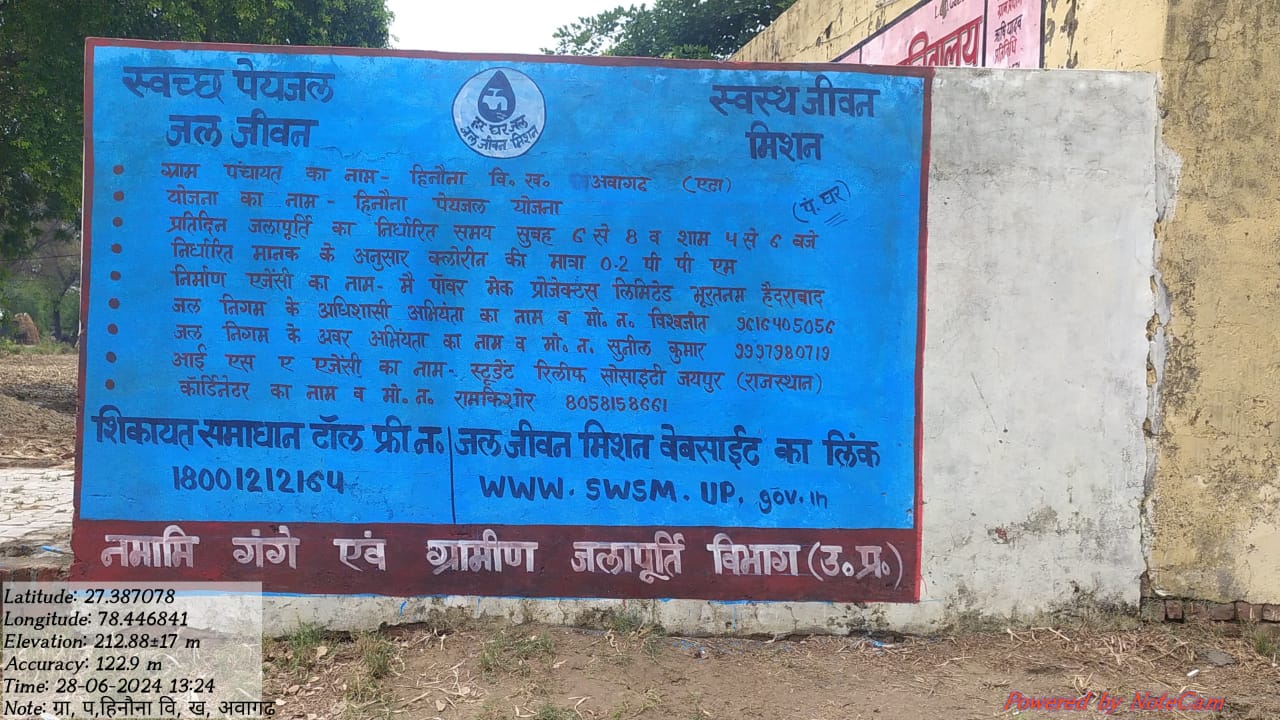 स्वच्छ पेयजल
जल जीवन
हर घर जल
जल जीवन मिशन
स्वस्थ जीवन
मिशन
ग्राम पंचायत का नाम- हिनौना वि. ख. अवागढ (एटा)
योजना का नाम - हिनौना पेयजल योजना
(पं. घर)
प्रतिदिन जलापूर्ति का निर्धारित समय सुबह 6 से 8 व शाम 4 से 6 बजे
निर्धारित मानक के अनुसार क्लोरीन की मात्रा 0.2 पी पी एम
निर्माण एजेंसी का नाम- मै पॉवर मेक प्रोजेक्टस लिमिटेड भूरतनम हैदराबाद
जल निगम के अधिशासी अभियंता का नाम व मो. न. विश्वजीत 9616405056
जल निगम के अवर अभियंता का नाम व मो. न. सुनील कुमार 9997980719
आई एस ए एजेंसी का नाम- स्टूडेंट रिलीफ सोसाइटी जयपुर (राजस्थान)
कॉर्डिनेटर का नाम व मो. न. रामकिशोर 8058158661
शिकायत समाधान टॉल फ्री न.
18001212164
जल जीवन मिशन वेबसाईट का लिंक
WWW. SWSM. UP. gov.in
नमामि गंगे एवं ग्रामीण जलापूर्ति विभाग (उ.प्र.)
Latitude: 27.387078
Longitude: 78.446841
Elevation: 212.88±17 m
Accuracy: 122.9 m
Time: 28-06-2024 13:24
Note: ग्रा, प,हिनौना वि, ख, अवागढ
Powered by NoteCam